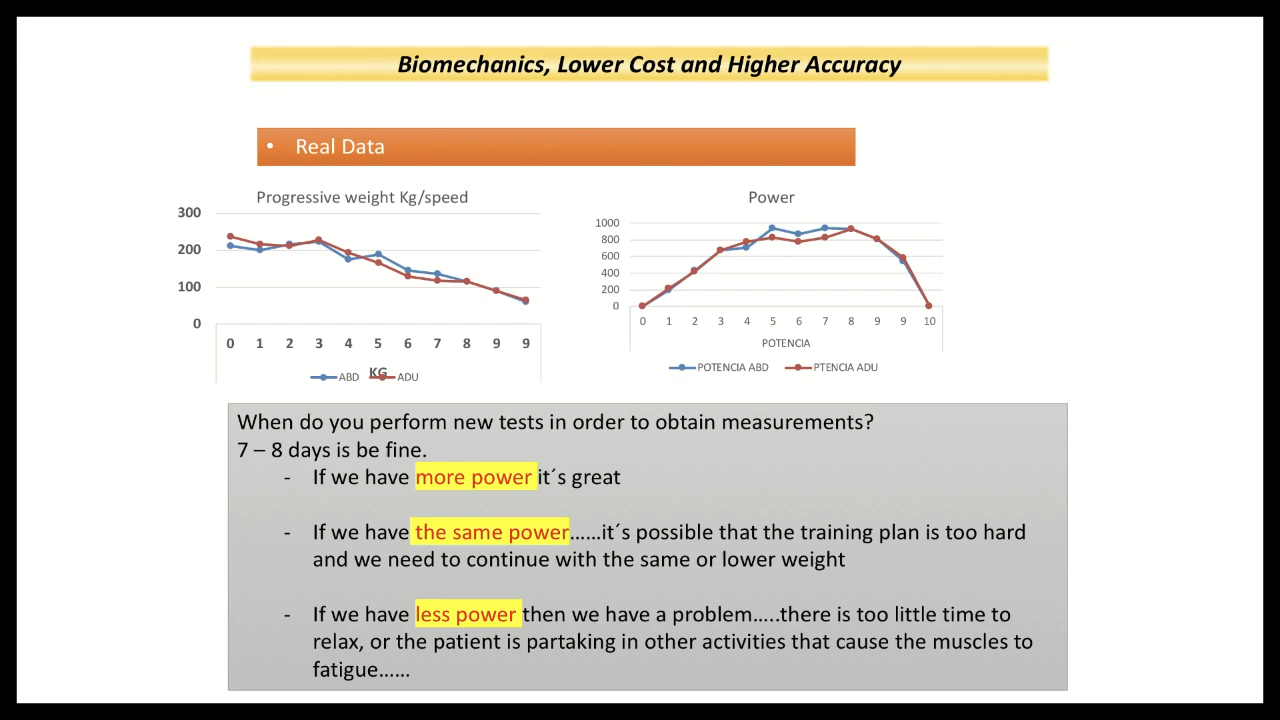 Biomechanics, Lower Cost and Higher Accuracy
• Real Data
Progressive weight Kg/speed
300
200
100
0
0 1 2 3 4 5 6 7 8 9 9
KG
ABD ADU
Power
1000
800
600
400
200
0
0 1 2 3 4 5 6 7 8 9 9 10
POTENCIA
POTENCIA ABD PTENCIA ADU
When do you perform new tests in order to obtain measurements?
7 – 8 days is be fine.
- If we have more power it´s great
- If we have the same power......it´s possible that the training plan is too hard
and we need to continue with the same or lower weight
- If we have less power then we have a problem.....there is too little time to
relax, or the patient is partaking in other activities that cause the muscles to
fatigue......